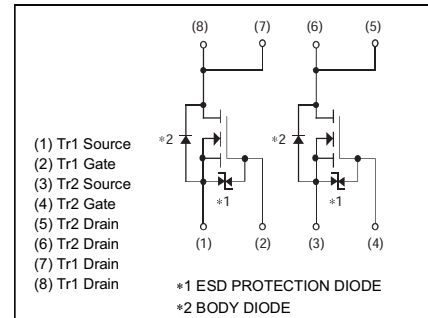 (8) (7) (6) (5)
*2 *2
(1) Tr1 Source
(2) Tr1 Gate
(3) Tr2 Source
(4) Tr2 Gate
(5) Tr2 Drain
(6) Tr2 Drain
(7) Tr1 Drain
(8) Tr1 Drain
*1 *1
(1) (2) (3) (4)
*1 ESD PROTECTION DIODE
*2 BODY DIODE